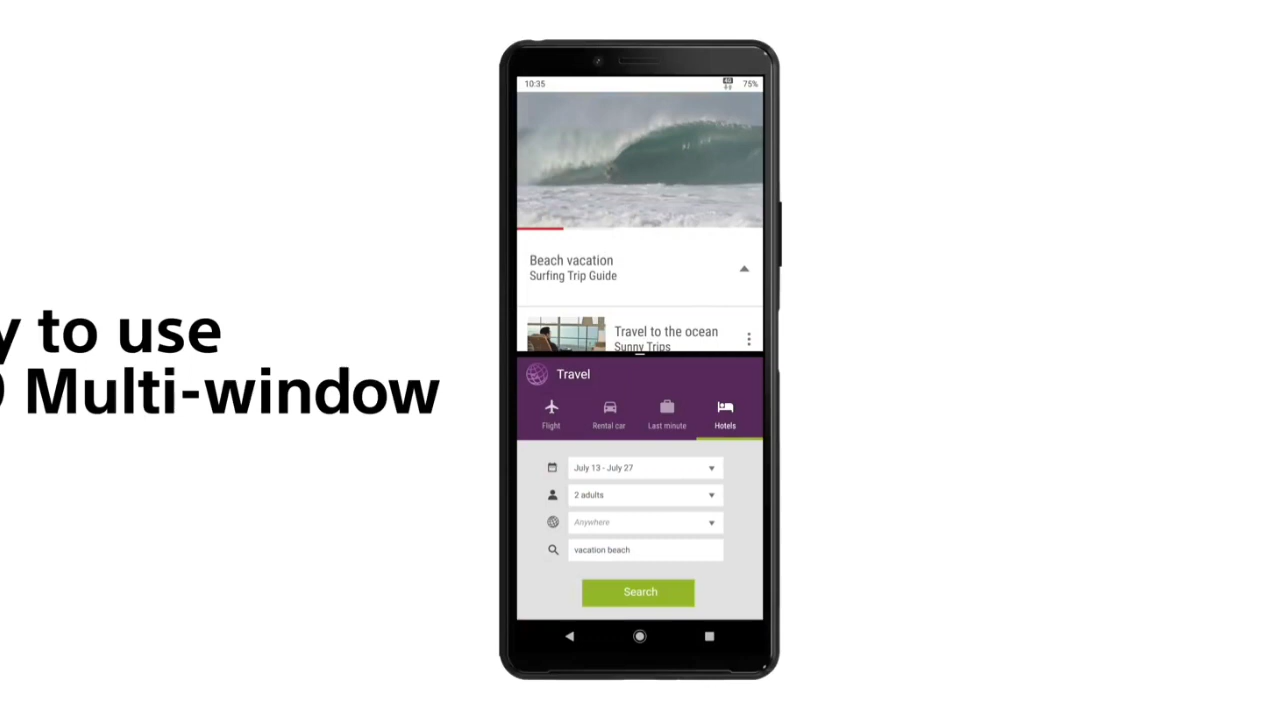 to use
Multi-window
10:35
4G
75%
Beach vacation
Surfing Trip Guide
Travel to the ocean
Sunny Trips
Travel
Flight
Rental car
Last minute
Hotels
July 13 - July 27
2 adults
Anywhere
vacation beach
Search